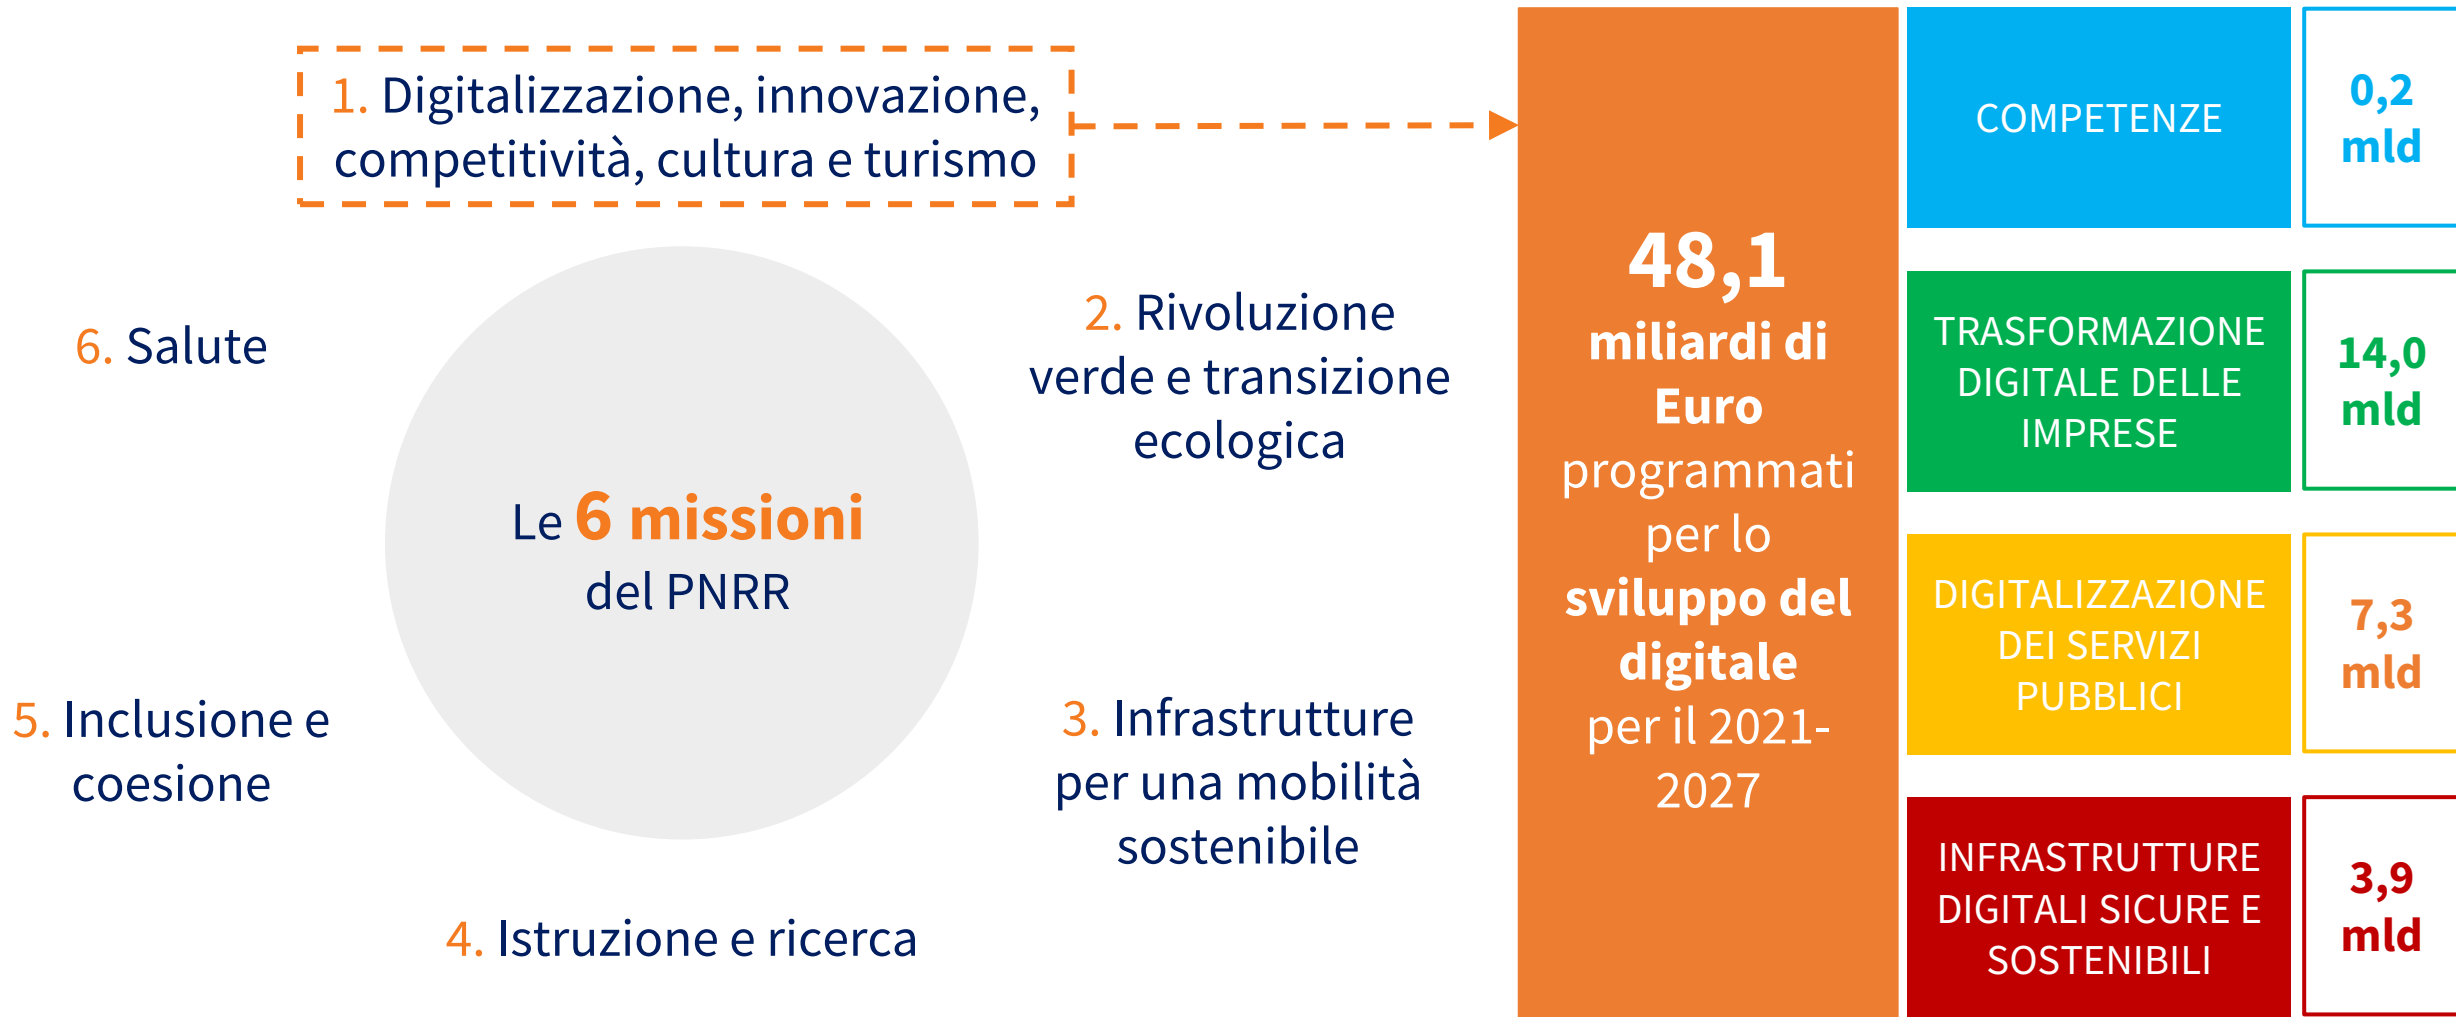 1. Digitalizzazione, innovazione,
competitività, cultura e turismo
2. Rivoluzione
verde e transizione
ecologica
3. Infrastrutture
per una mobilità
sostenibile
4. Istruzione e ricerca
5. Inclusione e
coesione
6. Salute
Le 6 missioni
del PNRR
48,1
miliardi di
Euro
programmati
per lo
sviluppo del
digitale
per il 2021-
2027
COMPETENZE
0,2
mld
TRASFORMAZIONE
DIGITALE DELLE
IMPRESE
14,0
mld
DIGITALIZZAZIONE
DEI SERVIZI
PUBBLICI
7,3
mld
INFRASTRUTTURE
DIGITALI SICURE E
SOSTENIBILI
3,9
mld